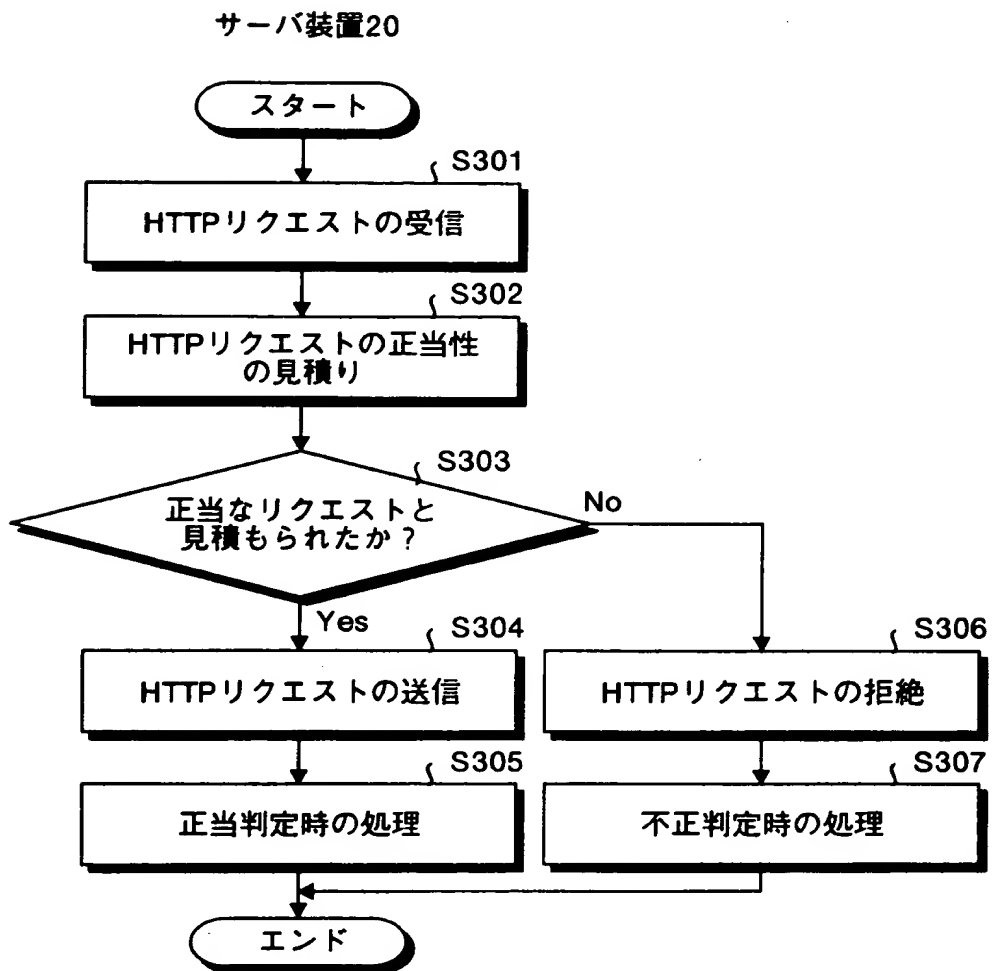 サーバ装置20
スタート
S301
HTTPリクエストの受信
S302
HTTPリクエストの正当性
の見積り
S303
正当なリクエストと
見積もられたか?
No
Yes
S304
HTTPリクエストの送信
S306
HTTPリクエストの拒絶
S305
正当判定時の処理
S307
不正判定時の処理
エンド